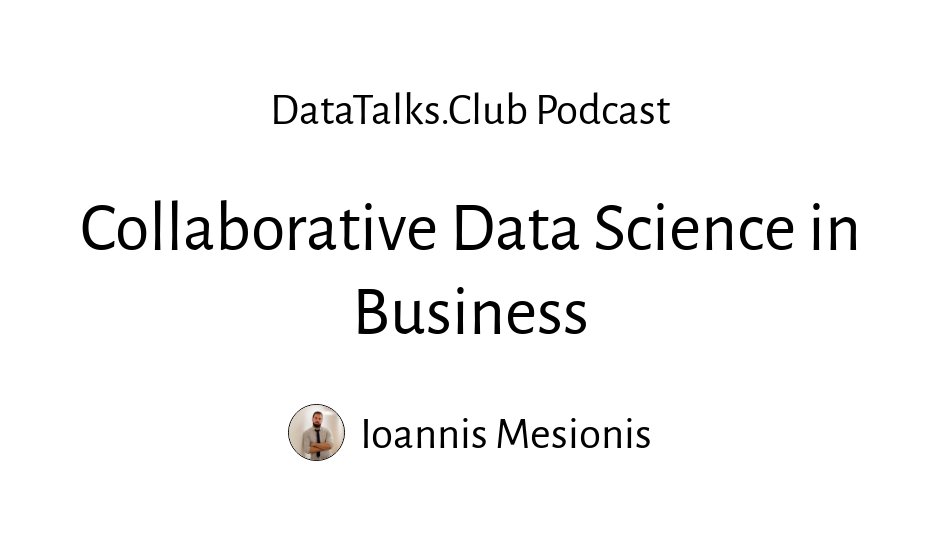 DataTalks.Club Podcast
Collaborative Data Science in
Business
Ioannis Mesionis